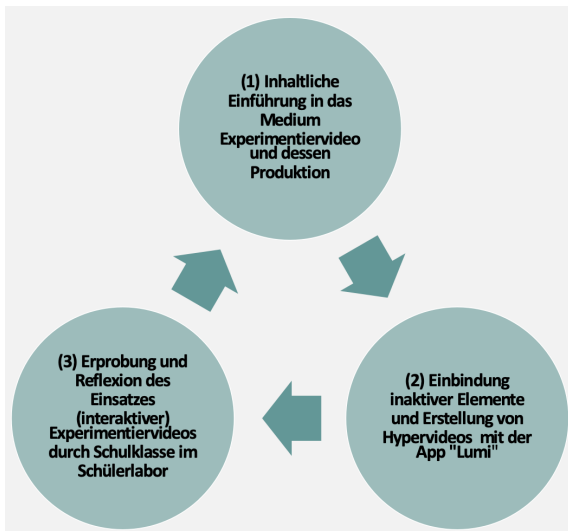 (1) Inhaltliche
Einführung in das
Medium
Experimentiervideo
und dessen
Produktion
(2) Einbindung
inaktiver Elemente
und Erstellung von
Hypervideos mit der
App "Lumi"
(3) Erprobung und
Reflexion des
Einsatzes
(interaktiver)
Experimentiervideos
durch Schulklasse im
Schülerlabor